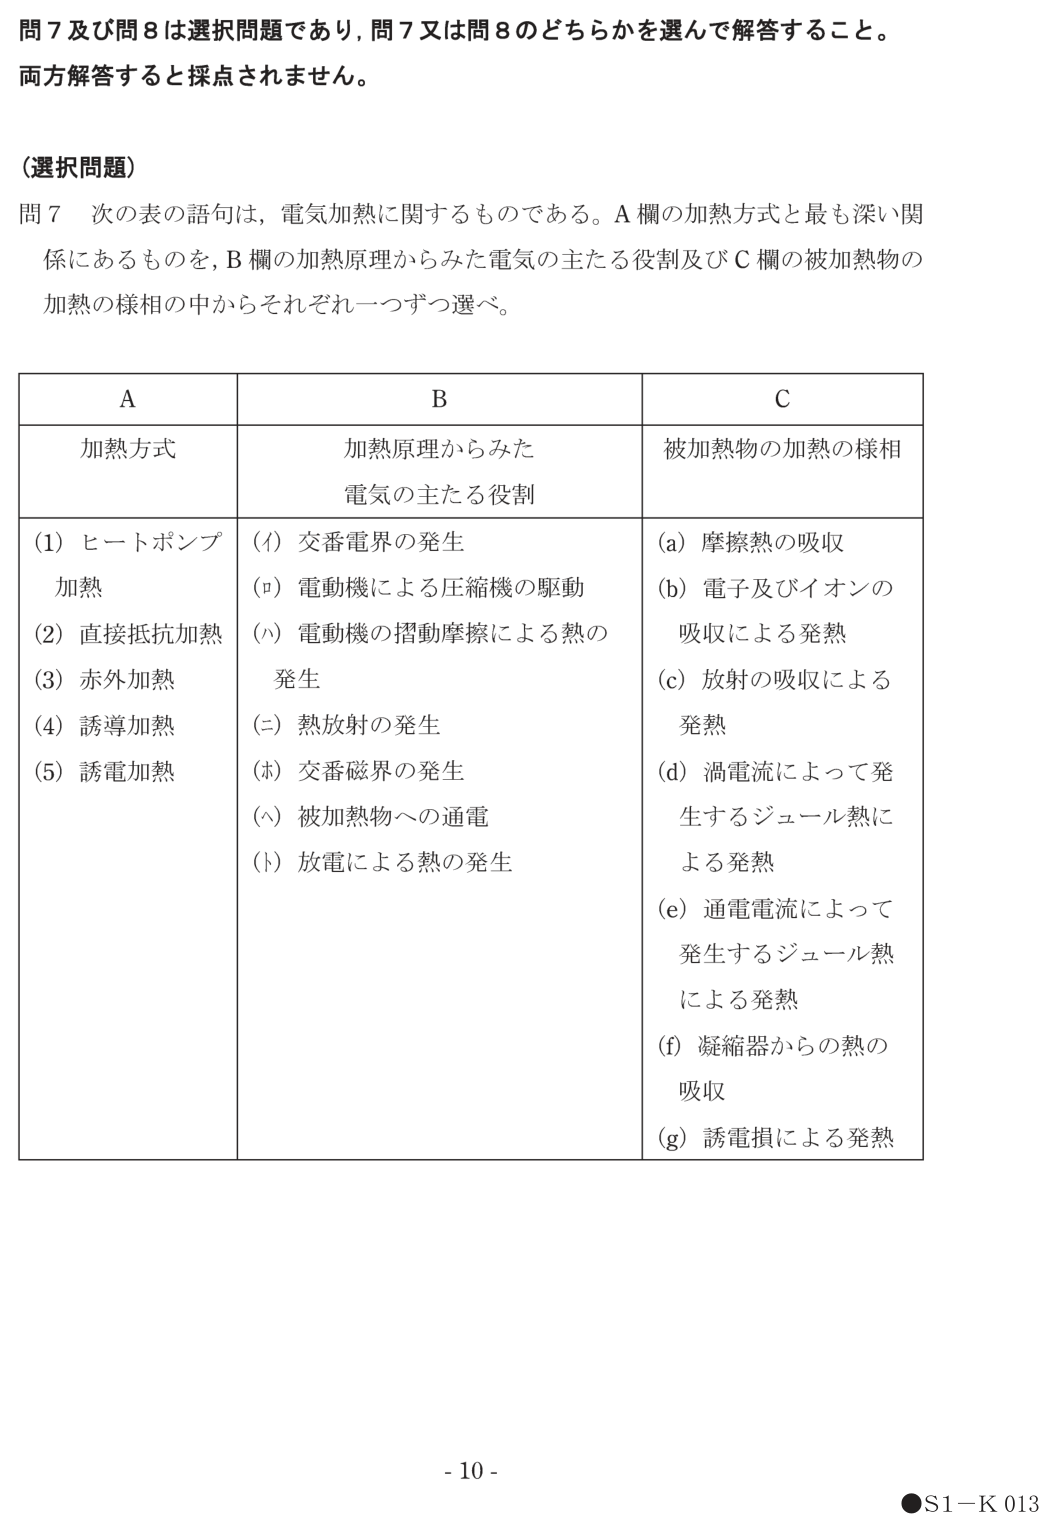 問7及び問8は選択問題であり,問7又は問8のどちらかを選んで解答すること。
両方解答すると採点されません。
(選択問題)
問7 次の表の語句は,電気加熱に関するものである。A欄の加熱方式と最も深い関
係にあるものを,B欄の加熱原理からみた電気の主たる役割及びC欄の被加熱物の
加熱の様相の中からそれぞれ一つずつ選べ。
A
加熱方式
(1) ヒートポンプ
加熱
(2) 直接抵抗加熱
(3) 赤外加熱
(4) 誘導加熱
(5) 誘電加熱
B
加熱原理からみた
電気の主たる役割
(イ) 交番電界の発生
(ロ) 電動機による圧縮機の駆動
(ハ) 電動機の摺動摩擦による熱の
発生
(ニ) 熱放射の発生
(ホ) 交番磁界の発生
(ヘ) 被加熱物への通電
(ト) 放電による熱の発生
C
被加熱物の加熱の様相
(a) 摩擦熱の吸収
(b) 電子及びイオンの
吸収による発熱
(c) 放射の吸収による
発熱
(d) 渦電流によって発
生するジュール熱に
よる発熱
(e) 通電電流によって
発生するジュール熱
による発熱
(f) 凝縮器からの熱の
吸収
(g) 誘電損による発熱
- 10 -
●S1-K 013